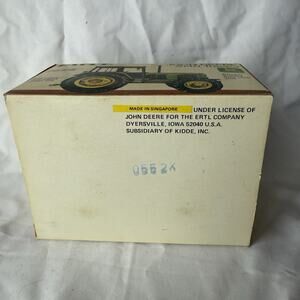 MADE IN SINGAPORE UNDER LICENSE OF
JOHN DEERE FOR THE ERTL COMPANY
DYERSVILLE, IOWA 52040 U.S.A.
SUBSIDIARY OF KIDDE, INC.
0552K